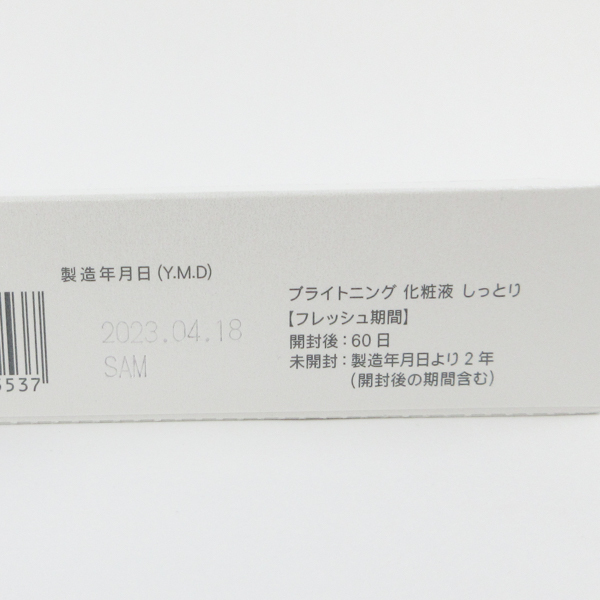 製造年月日(Y.M.D)
2023.04.18
SAM
5537
ブライトニング 化粧液 しっとり
【フレッシュ期間】
開封後：60日
未開封：製造年月日より2年
(開封後の期間含む)